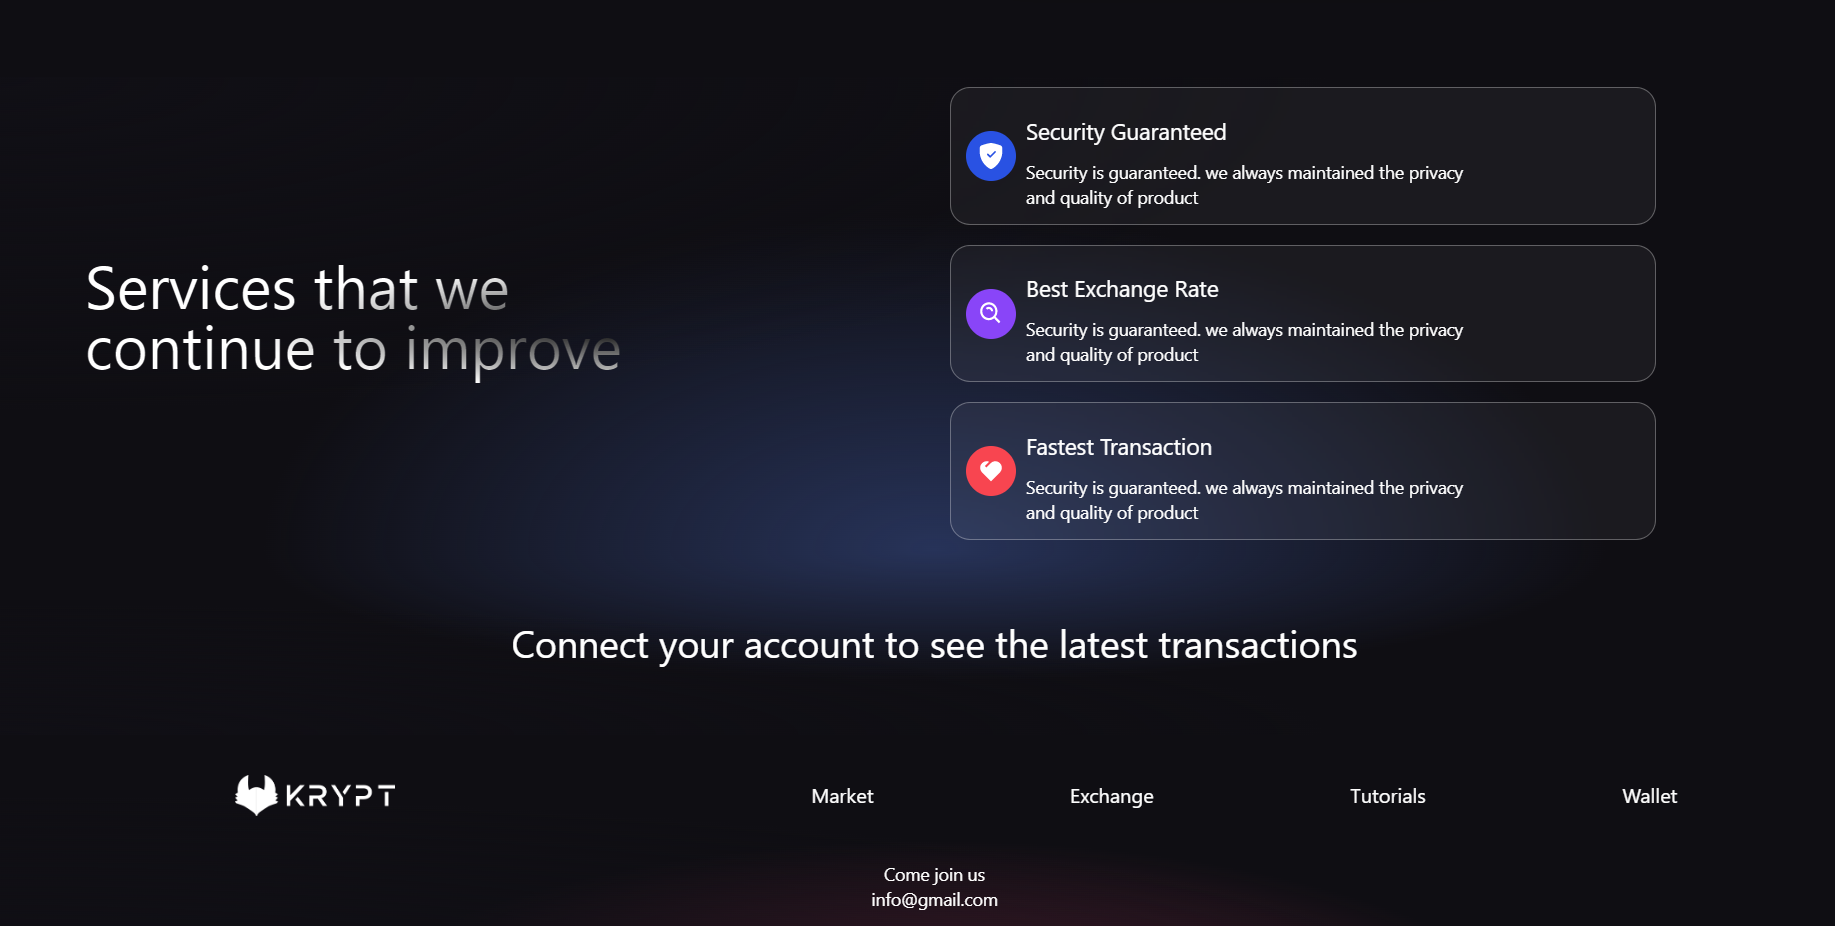 Services that we
continue to improve
Security Guaranteed
Security is guaranteed. we always maintained the privacy
and quality of product
Best Exchange Rate
Security is guaranteed. we always maintained the privacy
and quality of product
Fastest Transaction
Security is guaranteed. we always maintained the privacy
and quality of product
Connect your account to see the latest transactions
KRYPT
Market
Exchange
Tutorials
Wallet
Come join us
info@gmail.com